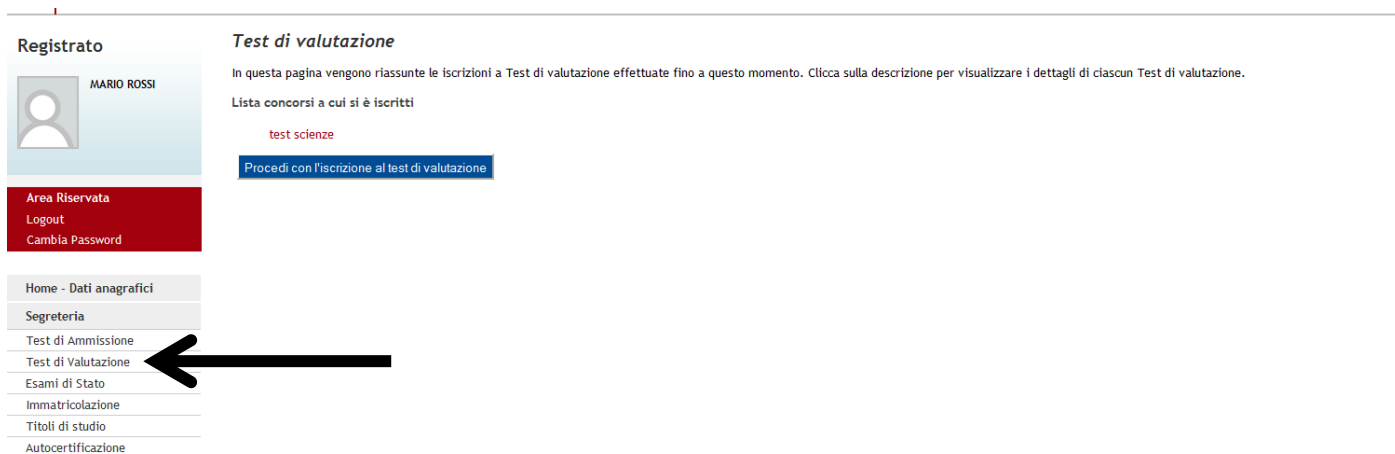 Registrato
MARIO ROSSI
Area Riservata
Logout
Cambia Password
Home - Dati anagrafici
Segreteria
Test di Ammissione
Test di Valutazione
Esami di Stato
Immatricolazione
Titoli di studio
Autocertificazione
Test di valutazione
In questa pagina vengono riassunte le iscrizioni a Test di valutazione effettuate fino a questo momento. Clicca sulla descrizione per visualizzare i dettagli di ciascun Test di valutazione.
Lista concorsi a cui si è iscritti
test scienze
Procedi con l'iscrizione al test di valutazione